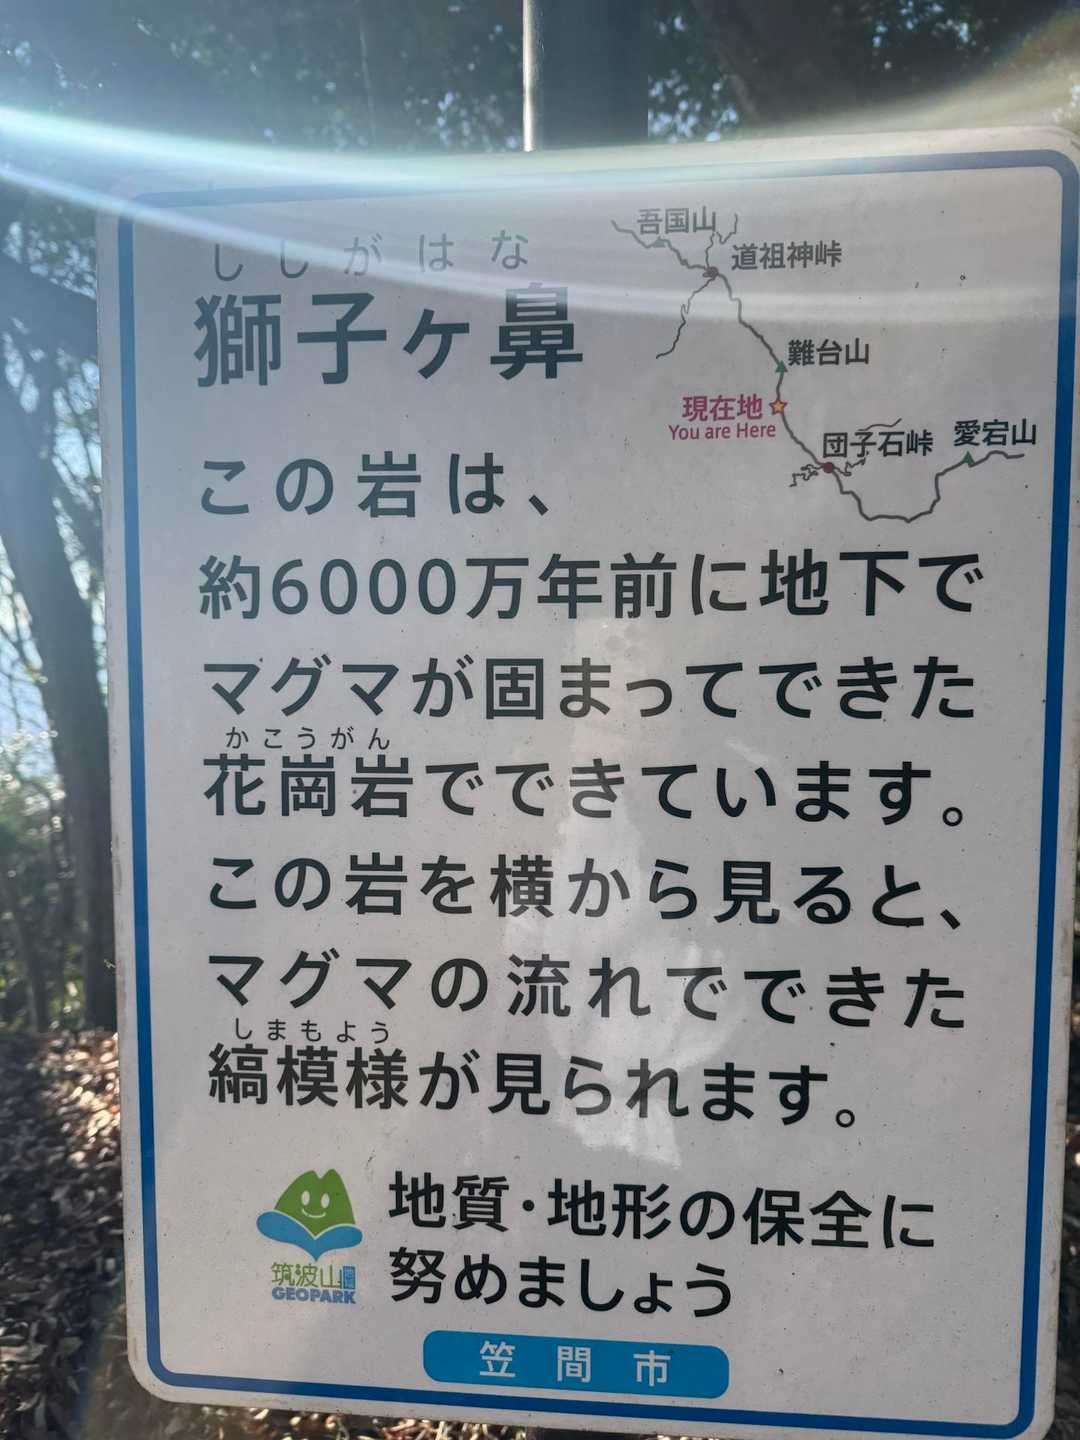 ししがはな
獅子ヶ鼻
吾国山
道祖神峠
難台山
現在地
You are Here
団子石峠
愛宕山
この岩は、
約6000万年前に地下で
マグマが固まってできた
かこうがん
花崗岩でできています。
この岩を横から見ると、
マグマの流れでできた
しまもよう
縞模様が見られます。
地質・地形の保全に
努めましょう
筑波山地域
GEOPARK
笠間市